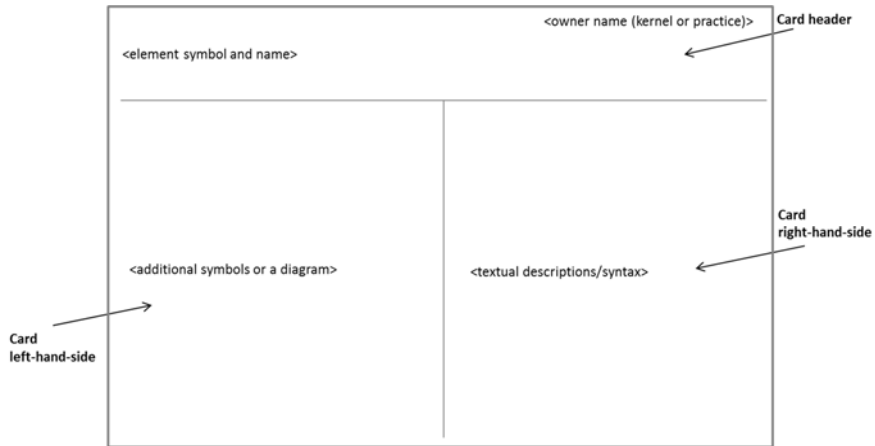 <owner name (kernel or practice)>
Card header
<element symbol and name>
Card
right-hand-side
<additional symbols or a diagram>
<textual descriptions/syntax>
Card
left-hand-side